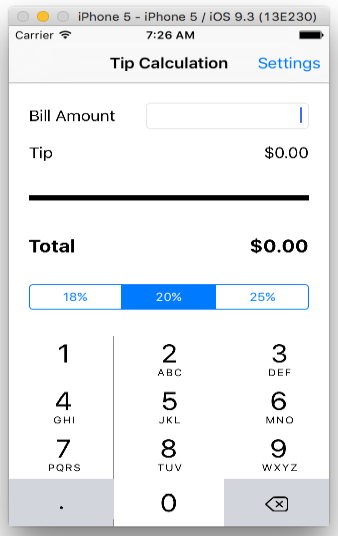 iPhone 5 - iPhone 5 / iOS 9.3 (13E230)
Carrier 7:26 AM
Tip Calculation Settings
Bill Amount
Tip $0.00
Total $0.00
18% 20% 25%
1 2 3
ABC DEF
4 5 6
GHI JKL MNO
7 8 9
PQRS TUV WXYZ
. 0